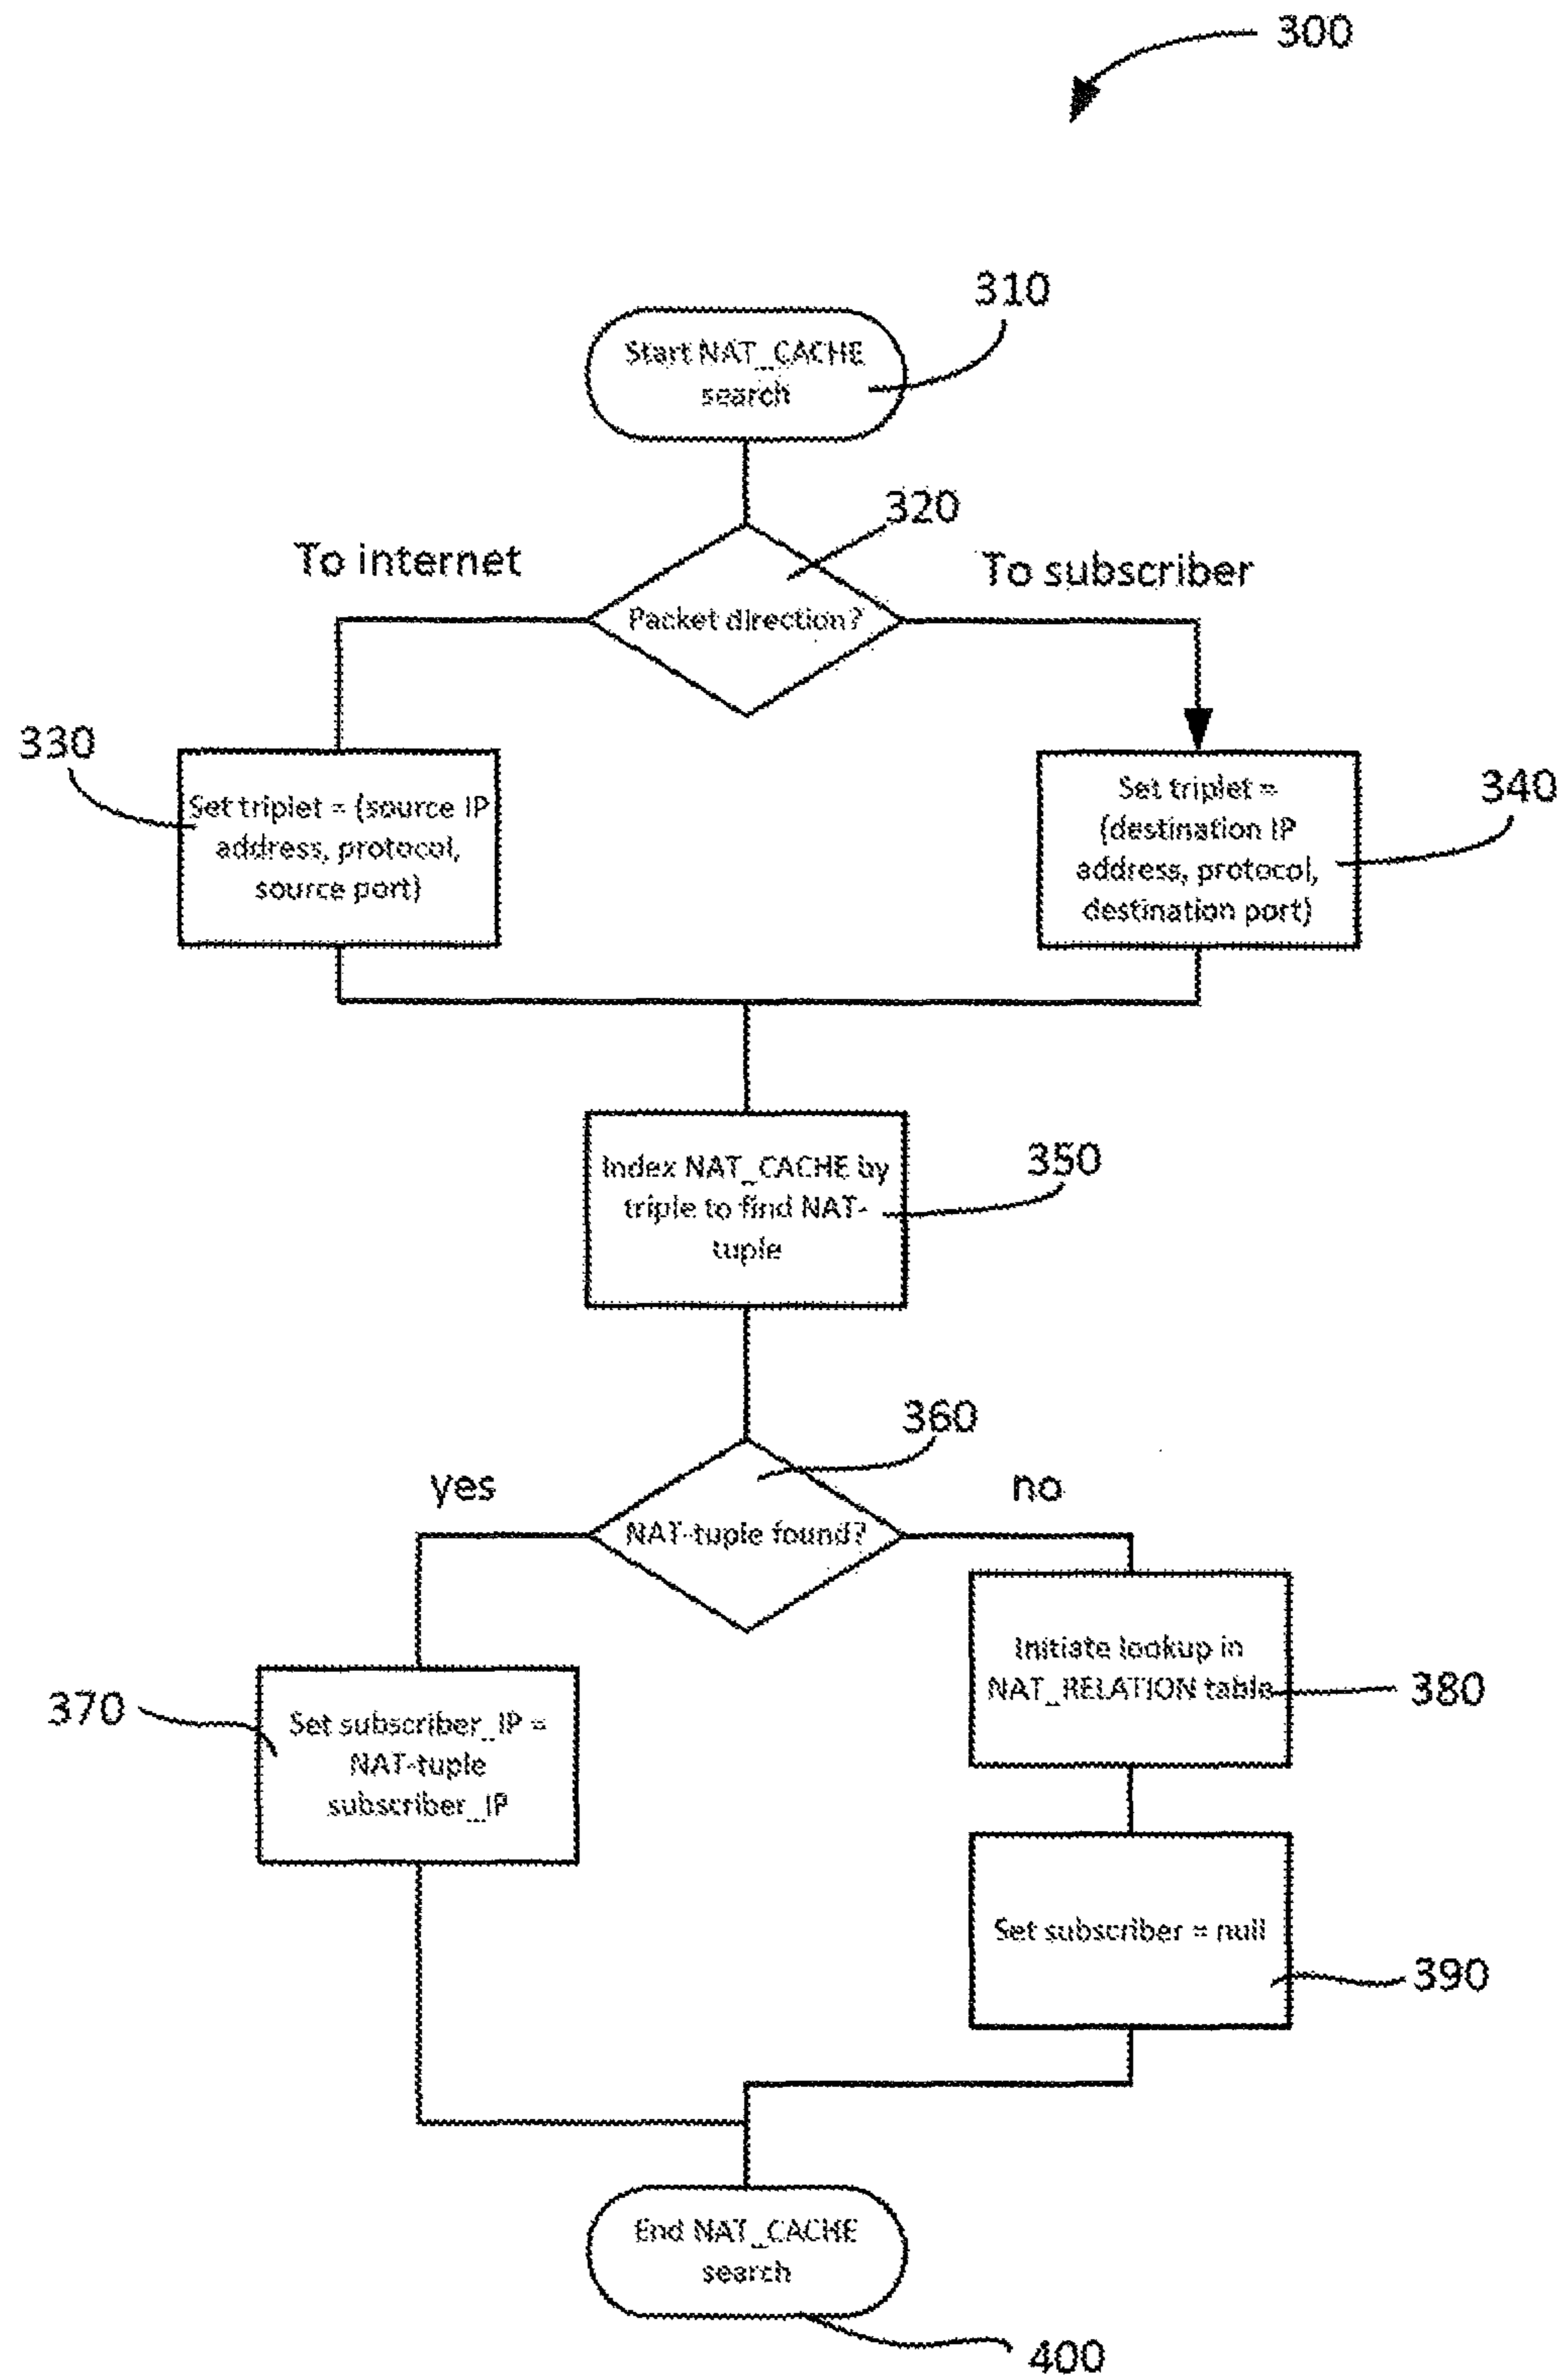 300
310
Start NAT_CACHE
search
320
To internet
To subscriber
Packet direction?
330
Set triplet = (source IP
address, protocol,
source port)
340
Set triplet =
(destination IP
address, protocol,
destination port)
350
Index NAT_CACHE by
triple to find NAT-
tuple
360
yes
no
NAT-tuple found?
370
Set subscriber_IP =
NAT-tuple
subscriber_IP
Initiate lookup in
NAT_RELATION table
380
Set subscriber = null
390
End NAT_CACHE
search
400